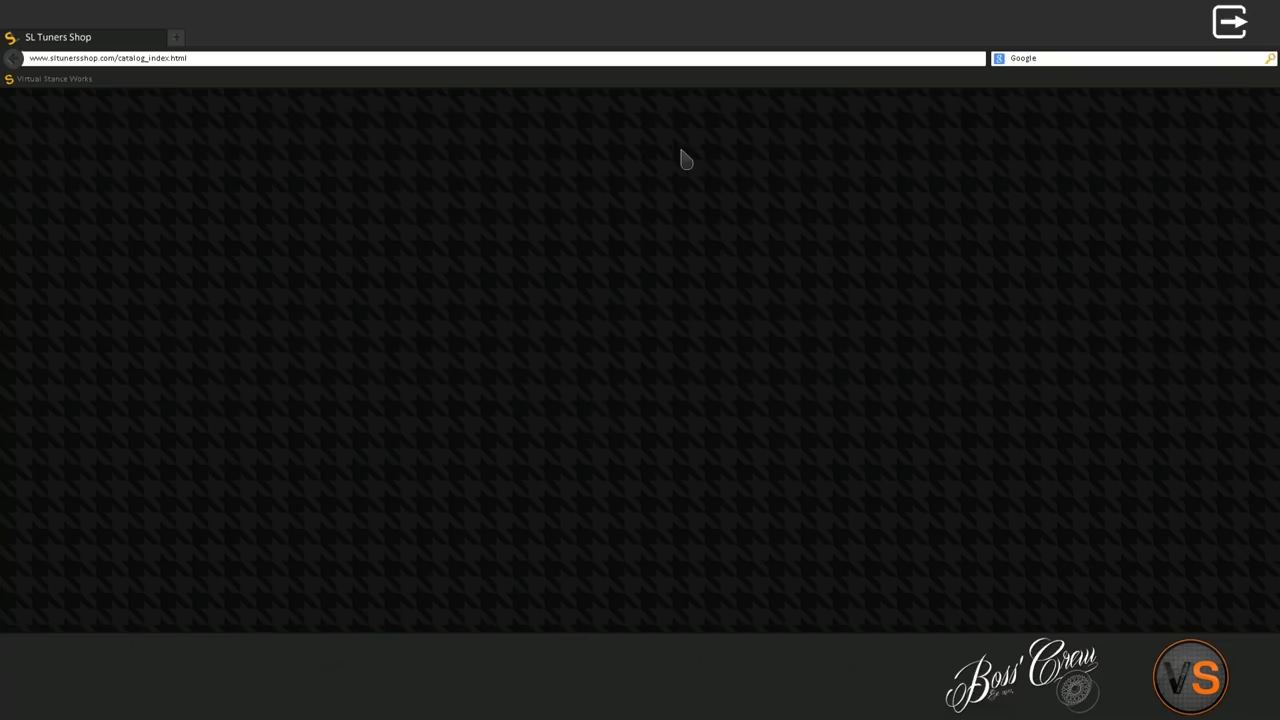 SL Tuners Shop
www.sltunersshop.com/catalog_index.html
Google
Virtual Stance Works
Boss' Crew
VS